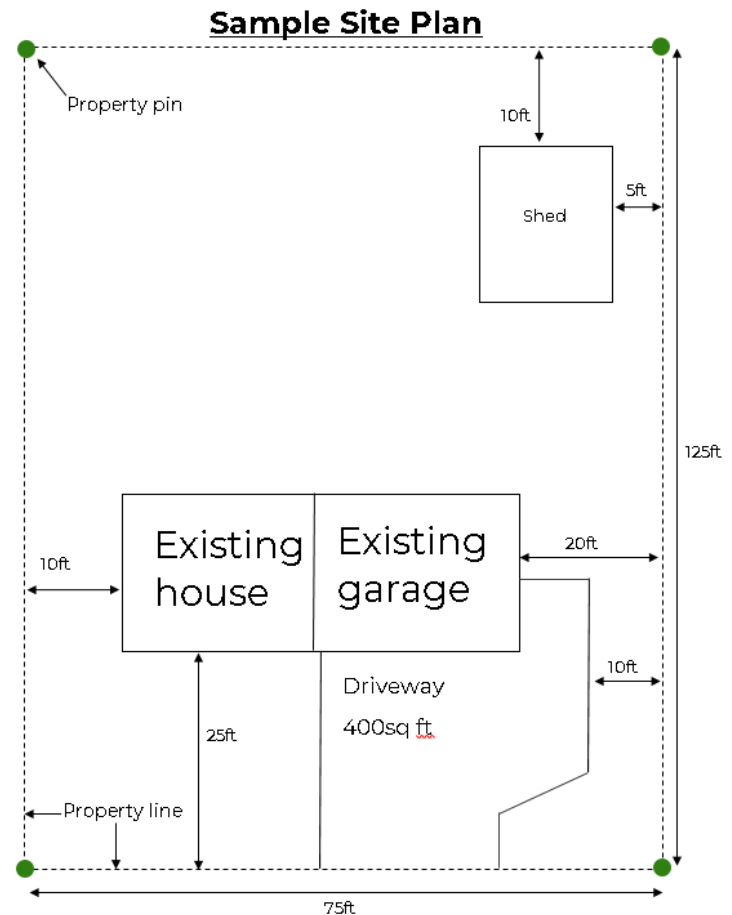 Sample Site Plan
Property pin
10ft
5ft
Shed
125ft
Existing
house
Existing
garage
20ft
10ft
10ft
Driveway
400sq ft
25ft
Property line
75ft